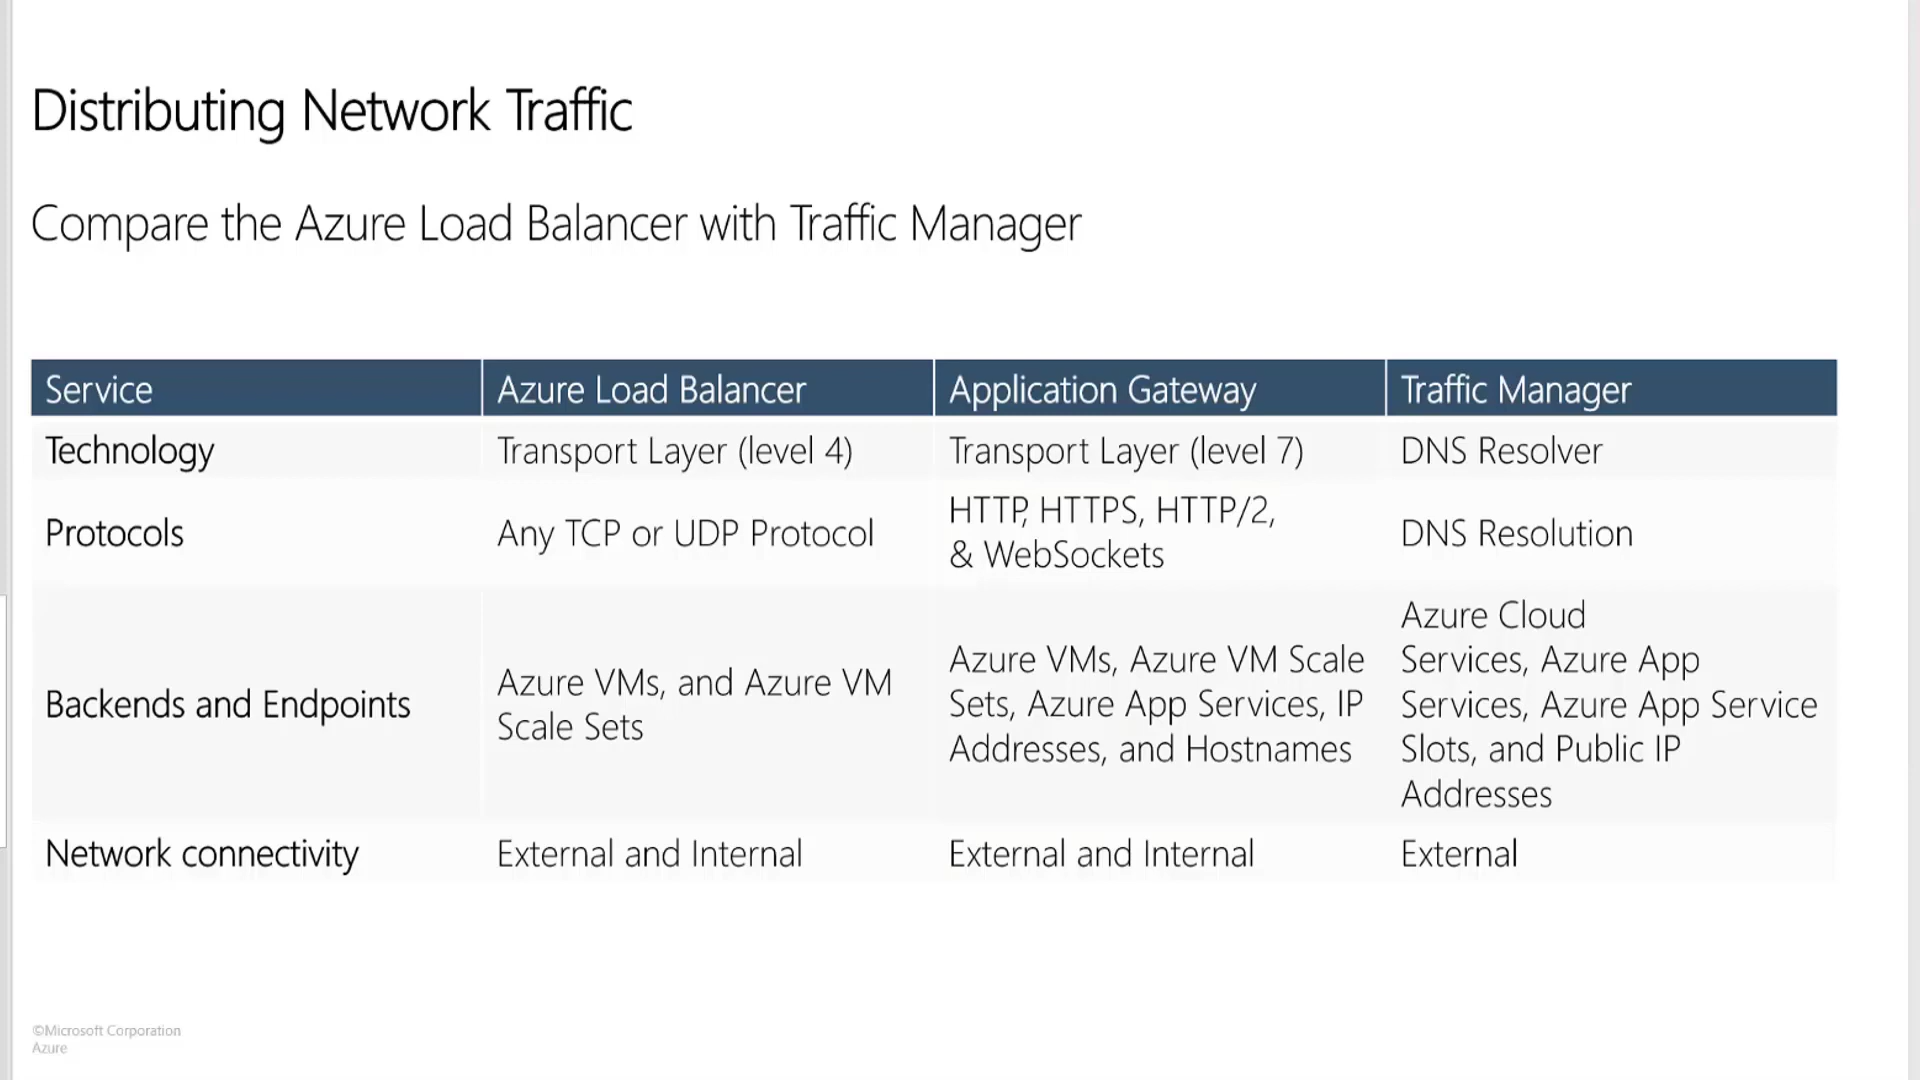 Distributing Network Traffic
Compare the Azure Load Balancer with Traffic Manager
Service
Azure Load Balancer
Application Gateway
Traffic Manager
Technology
Transport Layer (level 4)
Transport Layer (level 7)
DNS Resolver
Protocols
Any TCP or UDP Protocol
HTTP, HTTPS, HTTP/2,
& WebSockets
DNS Resolution
Backends and Endpoints
Azure VMs, and Azure VM
Scale Sets
Azure VMs, Azure VM Scale
Sets, Azure App Services, IP
Addresses, and Hostnames
Azure Cloud
Services, Azure App
Services, Azure App Service
Slots, and Public IP
Addresses
Network connectivity
External and Internal
External and Internal
External
©Microsoft Corporation
Azure